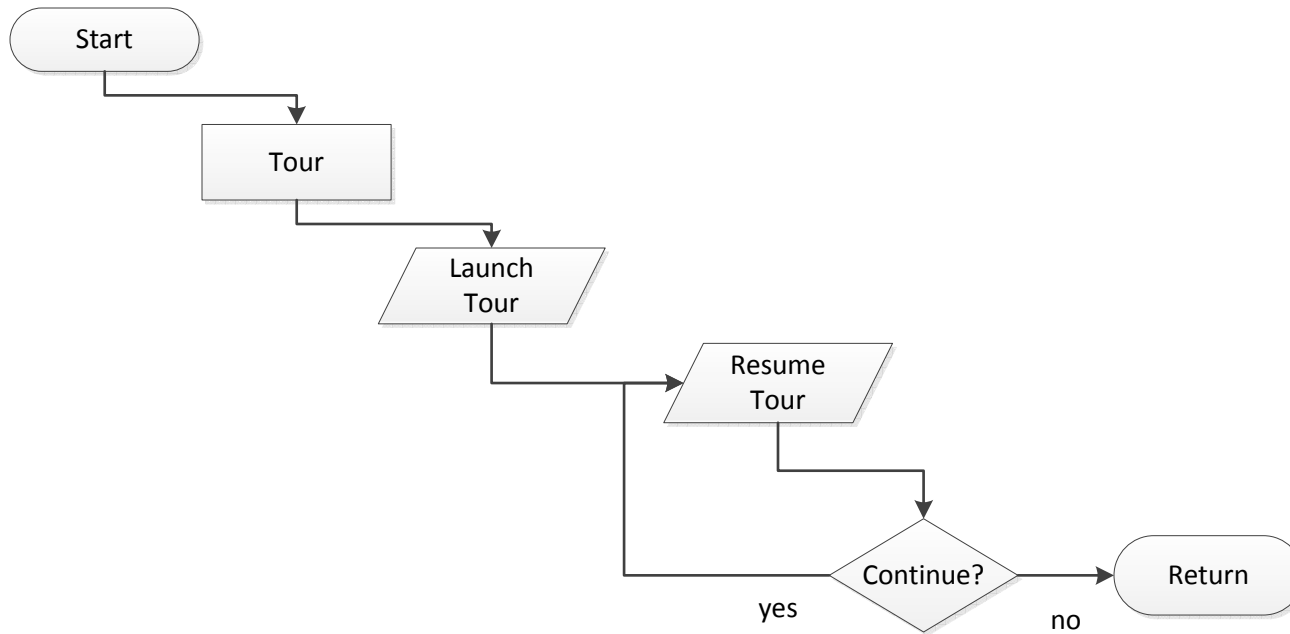 Start
Tour
Launch
Tour
Resume
Tour
Continue?
Return
yes
no